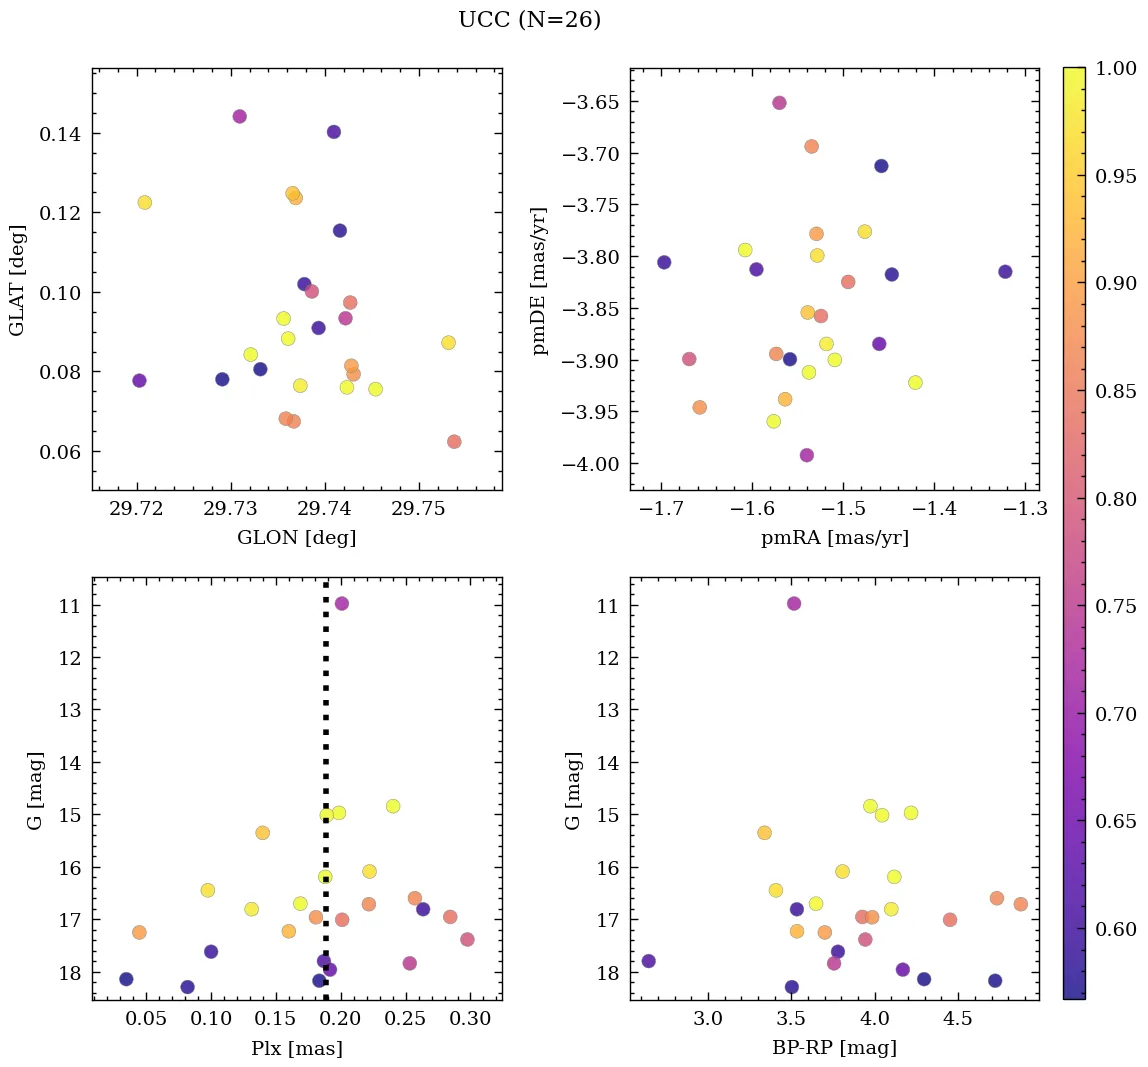 UCC (N=26)
0.14
0.12
0.10
0.08
0.06
GLAT [deg]
29.72 29.73 29.74 29.75
GLON [deg]
−3.65
−3.70
−3.75
−3.80
−3.85
−3.90
−3.95
−4.00
pmDE [mas/yr]
−1.7 −1.6 −1.5 −1.4 −1.3
pmRA [mas/yr]
11
12
13
14
15
16
17
18
G [mag]
0.05 0.10 0.15 0.20 0.25 0.30
Plx [mas]
11
12
13
14
15
16
17
18
G [mag]
3.0 3.5 4.0 4.5
BP-RP [mag]
1.00
0.95
0.90
0.85
0.80
0.75
0.70
0.65
0.60